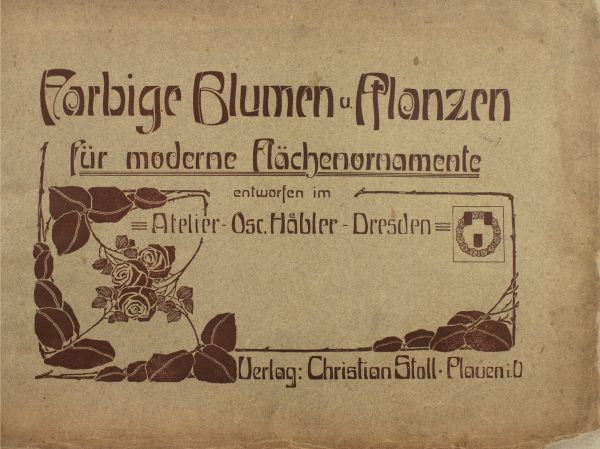 Farbige Blumen u. Pflanzen
für moderne Flächenornamente
entworfen im
Atelier - Osc. Häbler - Dresden
Verlag: Christian Stoll - Plauen i.V